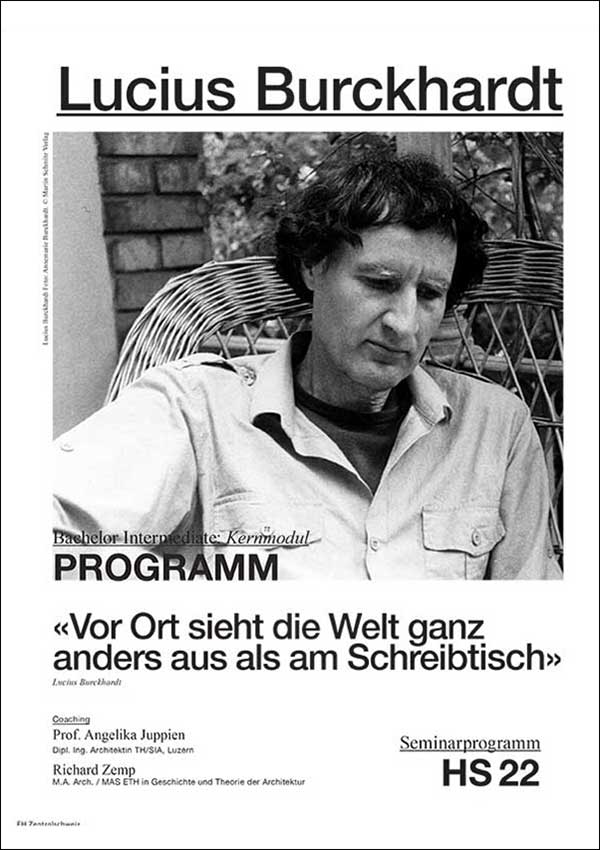 Lucius Burckhardt
Lucius Burckhardt Foto: Annemarie Burckhardt © Martin Schmitz Verlag
Bachelor Intermediate: Kernmodul
PROGRAMM
«Vor Ort sieht die Welt ganz
anders aus als am Schreibtisch»
Lucius Burckhardt
Coaching
Prof. Angelika Juppien
Dipl. Ing. Architektin TH/SIA, Luzern
Richard Zemp
M.A. Arch. / MAS ETH in Geschichte und Theorie der Architektur
Seminarprogramm
HS 22
FH Zentralschweiz